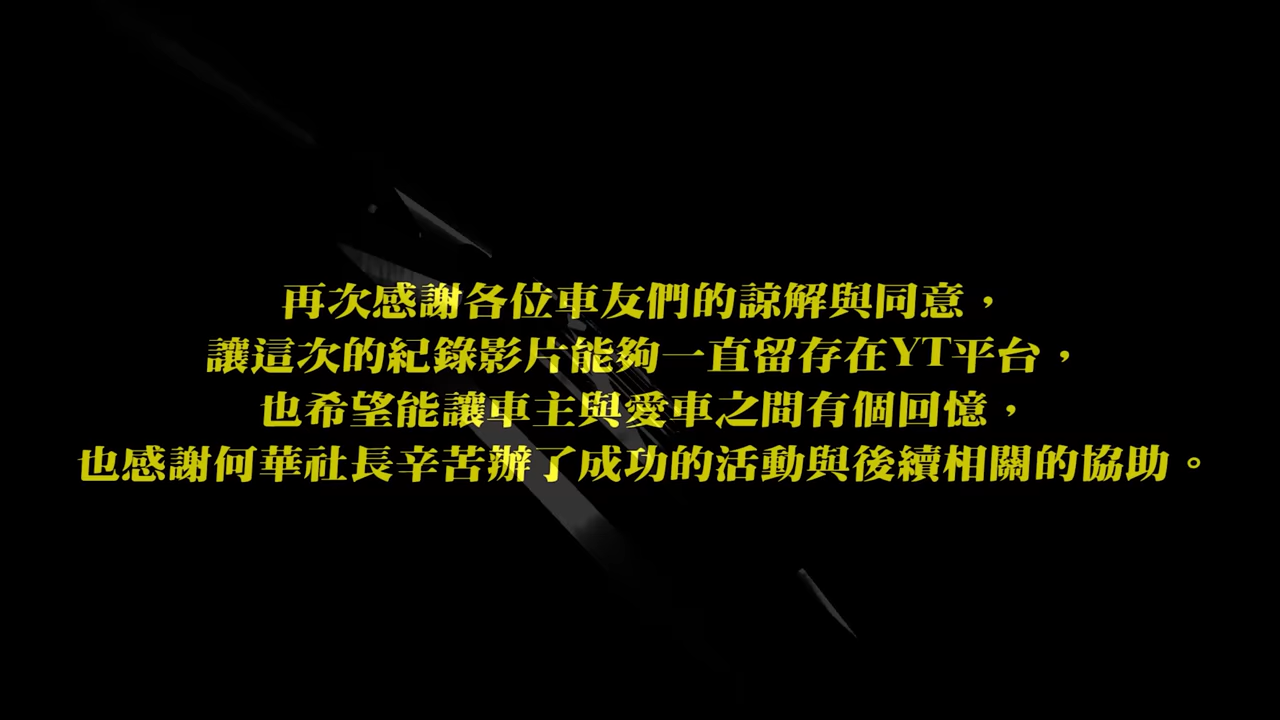 再次感謝各位車友們的諒解與同意，
讓這次的紀錄影片能夠一直留存在YT平台，
也希望能讓車主與愛車之間有個回憶，
也感謝何華社長辛苦辦了成功的活動與後續相關的協助。